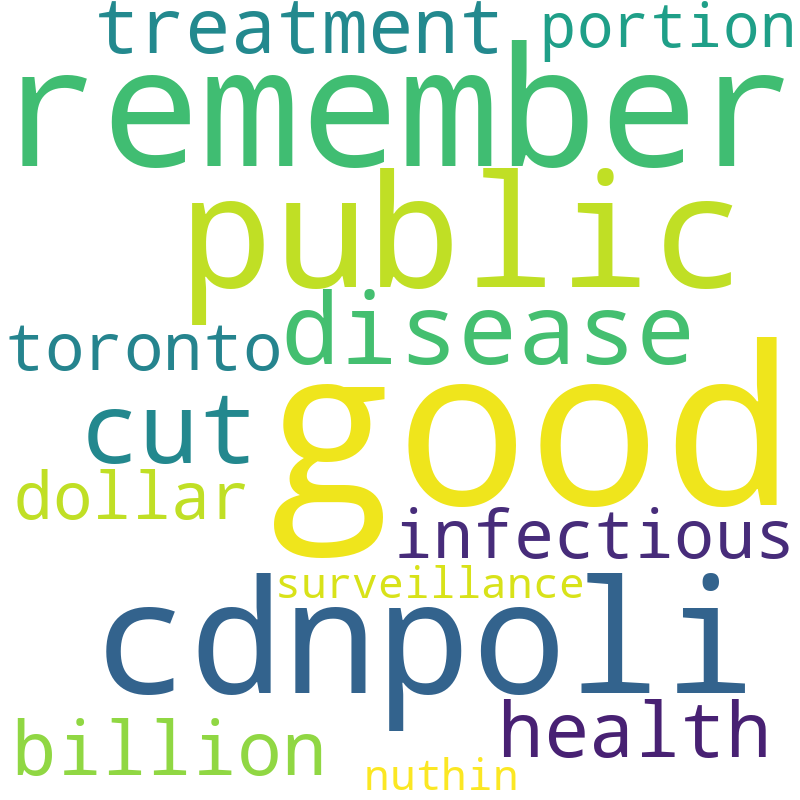 treatment portion
remember
public
toronto disease
cut good
dollar
infectious
surveillance
cdnpoli
billion health
nuthin